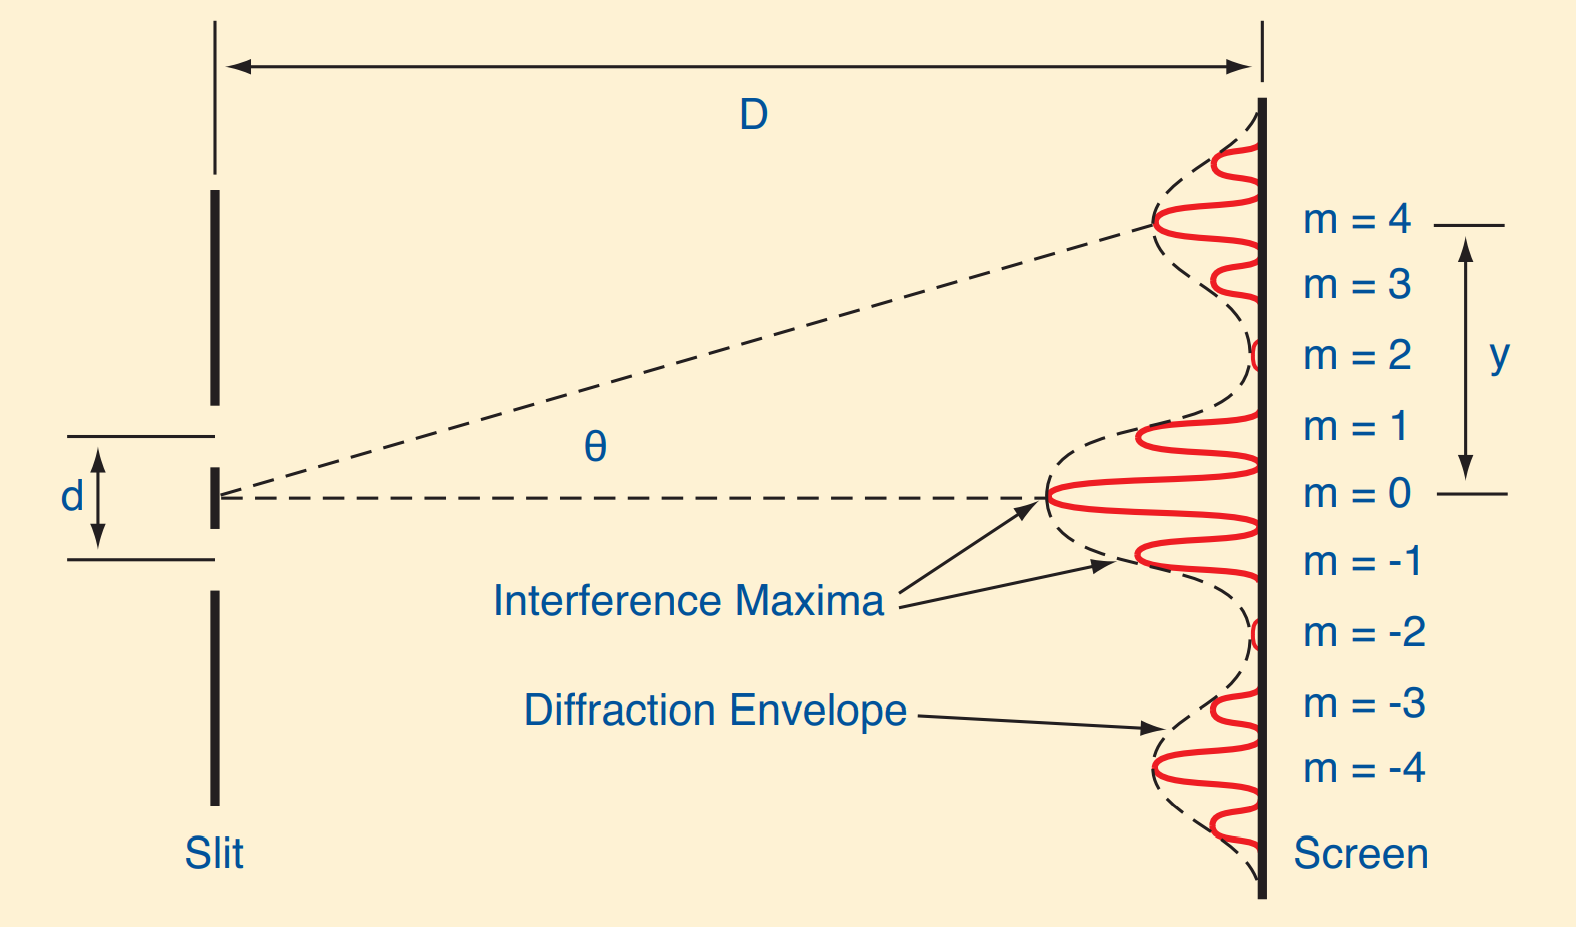 D
m = 4
m = 3
m = 2
y
m = 1
θ
d
m = 0
m = -1
Interference Maxima
m = -2
Diffraction Envelope
m = -3
m = -4
Slit
Screen